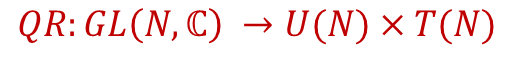 QR: GL(N, ℂ) → U(N) × T(N)